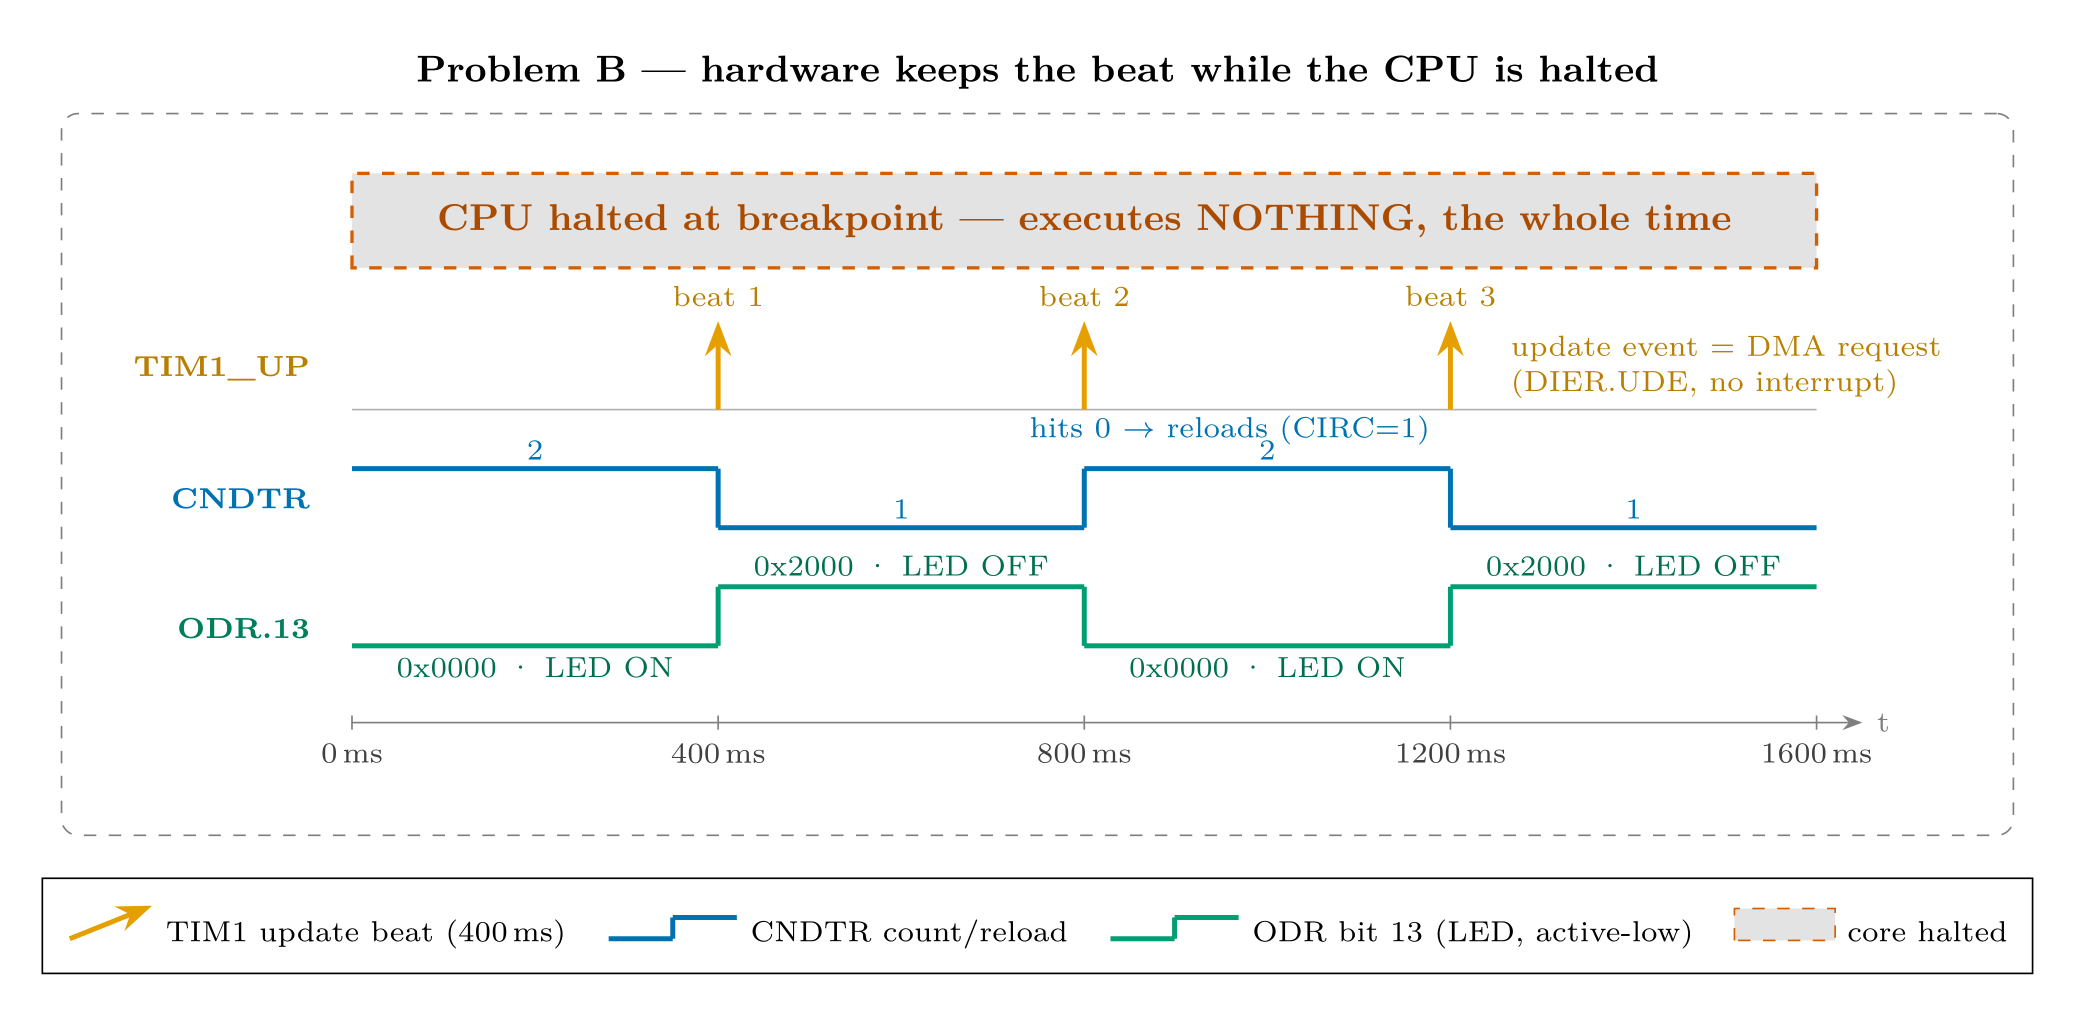 Problem B — hardware keeps the beat while the CPU is halted
CPU halted at breakpoint — executes NOTHING, the whole time
beat 1
beat 2
beat 3
TIM1_UP
update event = DMA request
(DIER.UDE, no interrupt)
hits 0 → reloads (CIRC=1)
2
2
CNDTR
1
1
0x2000 · LED OFF
0x2000 · LED OFF
ODR.13
0x0000 · LED ON
0x0000 · LED ON
t
0 ms
400 ms
800 ms
1200 ms
1600 ms
TIM1 update beat (400 ms)
CNDTR count/reload
ODR bit 13 (LED, active-low)
core halted